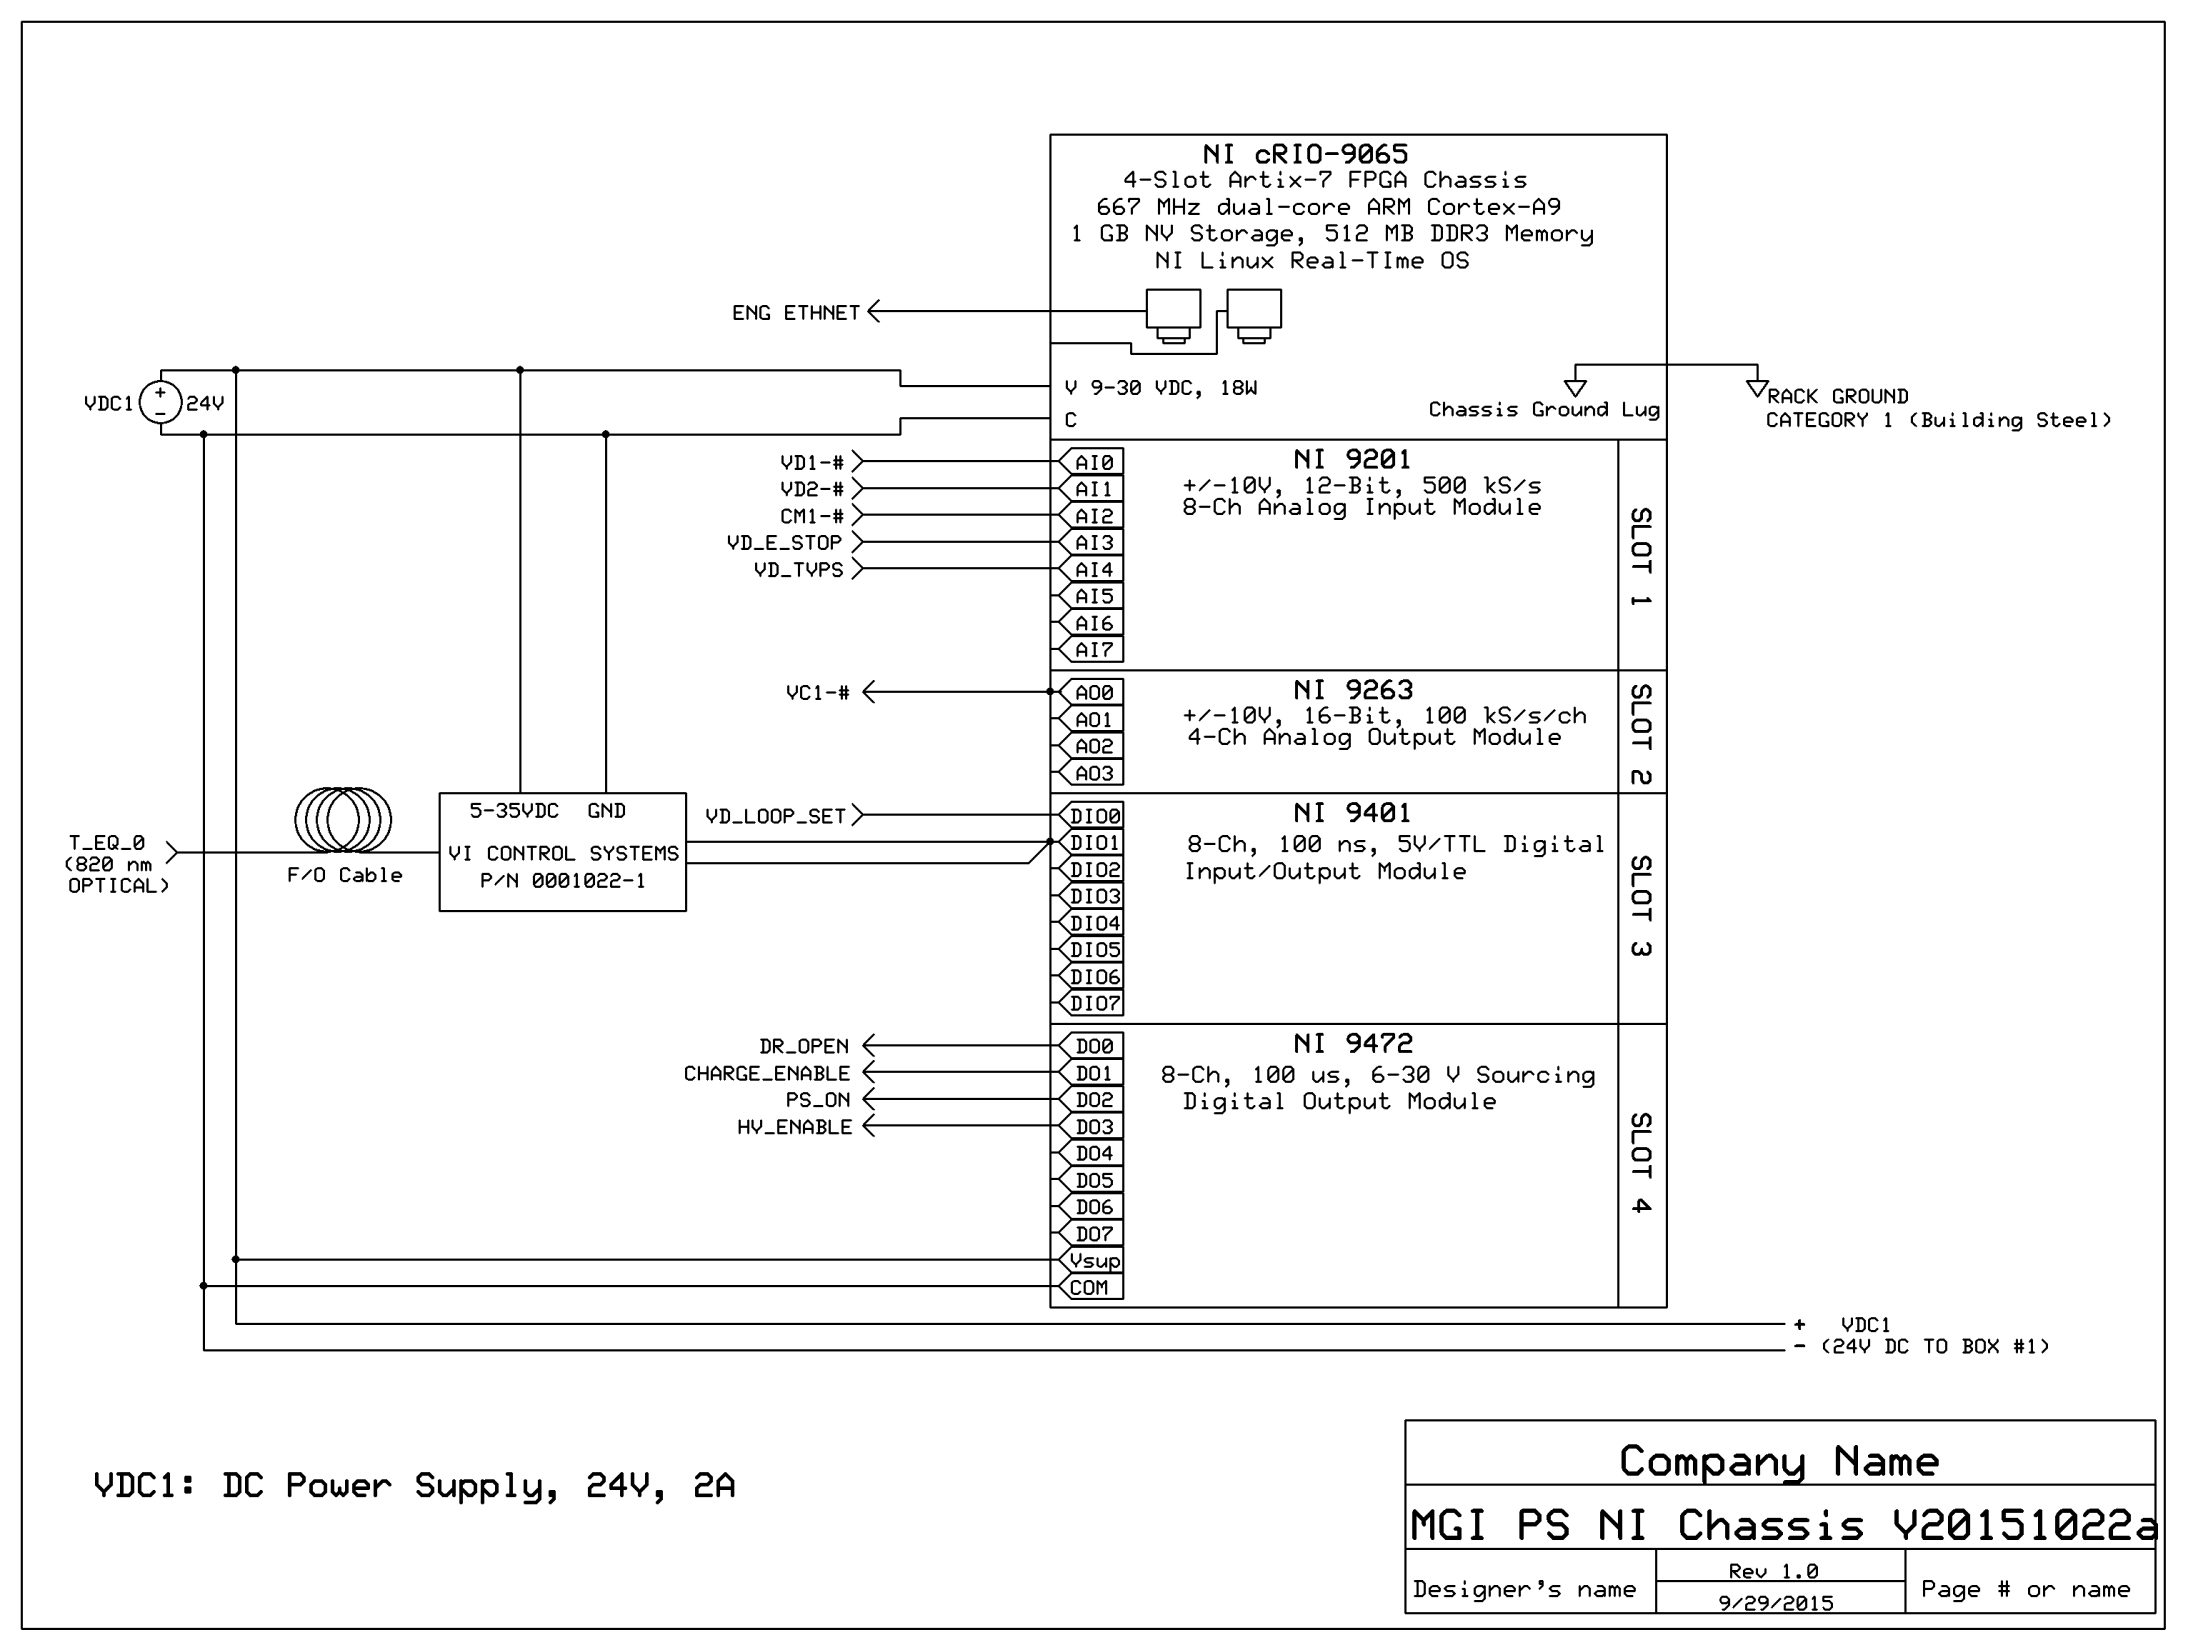 NI cRIO-9065
4-Slot Artix-7 FPGA Chassis
667 MHz dual-core ARM Cortex-A9
1 GB NV Storage, 512 MB DDR3 Memory
NI Linux Real-TIme OS
ENG ETHNET
VDC1
+
-
24V
V 9-30 VDC, 18W
C
Chassis Ground Lug
RACK GROUND
CATEGORY 1 (Building Steel)
VD1-#
VD2-#
CM1-#
VD_E_STOP
VD_TVPS
AI0
AI1
AI2
AI3
AI4
AI5
AI6
AI7
NI 9201
+/-10V, 12-Bit, 500 kS/s
8-Ch Analog Input Module
SLOT 1
VC1-#
AO0
AO1
AO2
AO3
NI 9263
+/-10V, 16-Bit, 100 kS/s/ch
4-Ch Analog Output Module
SLOT 2
T_EQ_0
(820 nm
OPTICAL)
F/O Cable
5-35VDC GND
VI CONTROL SYSTEMS
P/N 0001022-1
VD_LOOP_SET
DIO0
DIO1
DIO2
DIO3
DIO4
DIO5
DIO6
DIO7
NI 9401
8-Ch, 100 ns, 5V/TTL Digital
Input/Output Module
SLOT 3
DR_OPEN
CHARGE_ENABLE
PS_ON
HV_ENABLE
DO0
DO1
DO2
DO3
DO4
DO5
DO6
DO7
Vsup
COM
NI 9472
8-Ch, 100 us, 6-30 V Sourcing
Digital Output Module
SLOT 4
+ VDC1
- (24V DC TO BOX #1)
VDC1: DC Power Supply, 24V, 2A
Company Name
MGI PS NI Chassis V20151022a
Designer's name
Rev 1.0
9/29/2015
Page # or name